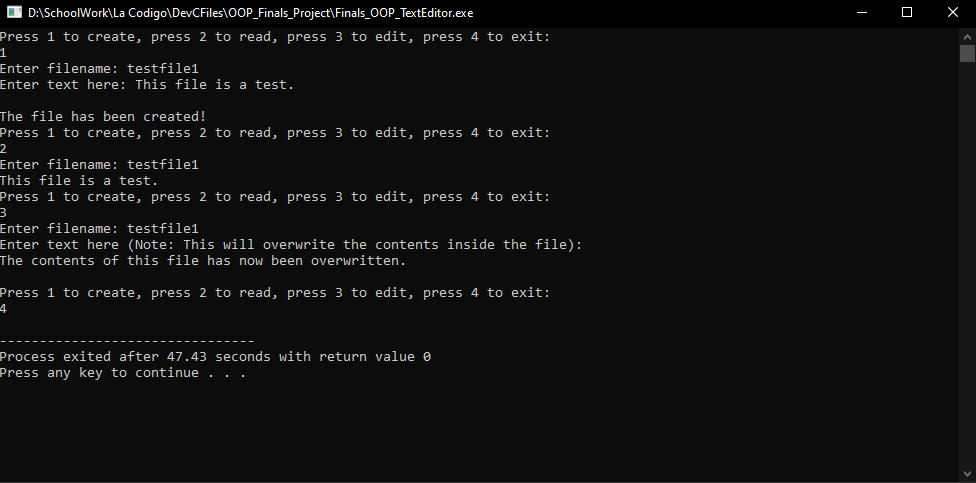 D:\SchoolWork\La Codigo\DevCFiles\OOP_Finals_Project\Finals_OOP_TextEditor.exe
Press 1 to create, press 2 to read, press 3 to edit, press 4 to exit:
1
Enter filename: testfile1
Enter text here: This file is a test.
The file has been created!
Press 1 to create, press 2 to read, press 3 to edit, press 4 to exit:
2
Enter filename: testfile1
This file is a test.
Press 1 to create, press 2 to read, press 3 to edit, press 4 to exit:
3
Enter filename: testfile1
Enter text here (Note: This will overwrite the contents inside the file):
The contents of this file has now been overwritten.
Press 1 to create, press 2 to read, press 3 to edit, press 4 to exit:
4
--------------------------------
Process exited after 47.43 seconds with return value 0
Press any key to continue . . .